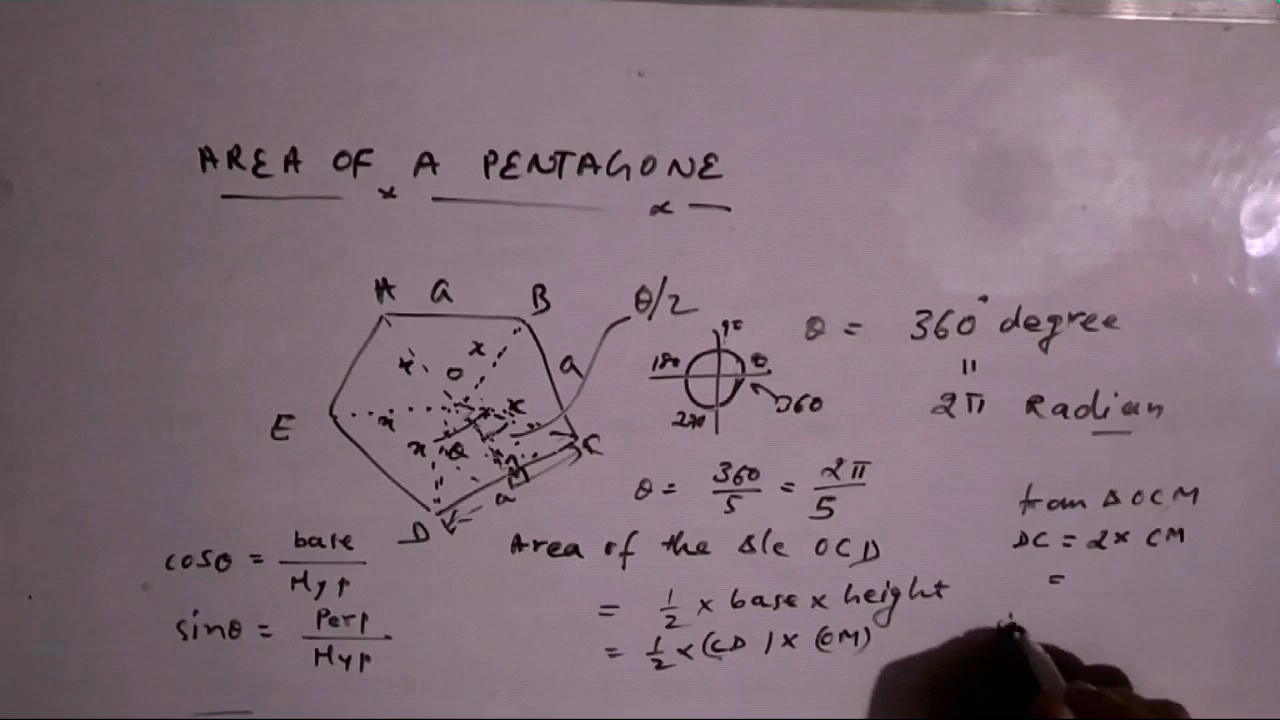 AREA OF A PENTAGONE
A a B θ/2
x x O a
E x x x θ
a C
D
90
180 0
270 360
θ = 360° degree
=
2π Radian
θ = 360/5 = 2π/5
from Δ OCM
DC = 2 × CM
=
cosθ = base/Hyp
sinθ = Perp/Hyp
Area of the Δle OCD
= 1/2 × base × height
= 1/2 × (CD) × (OM)